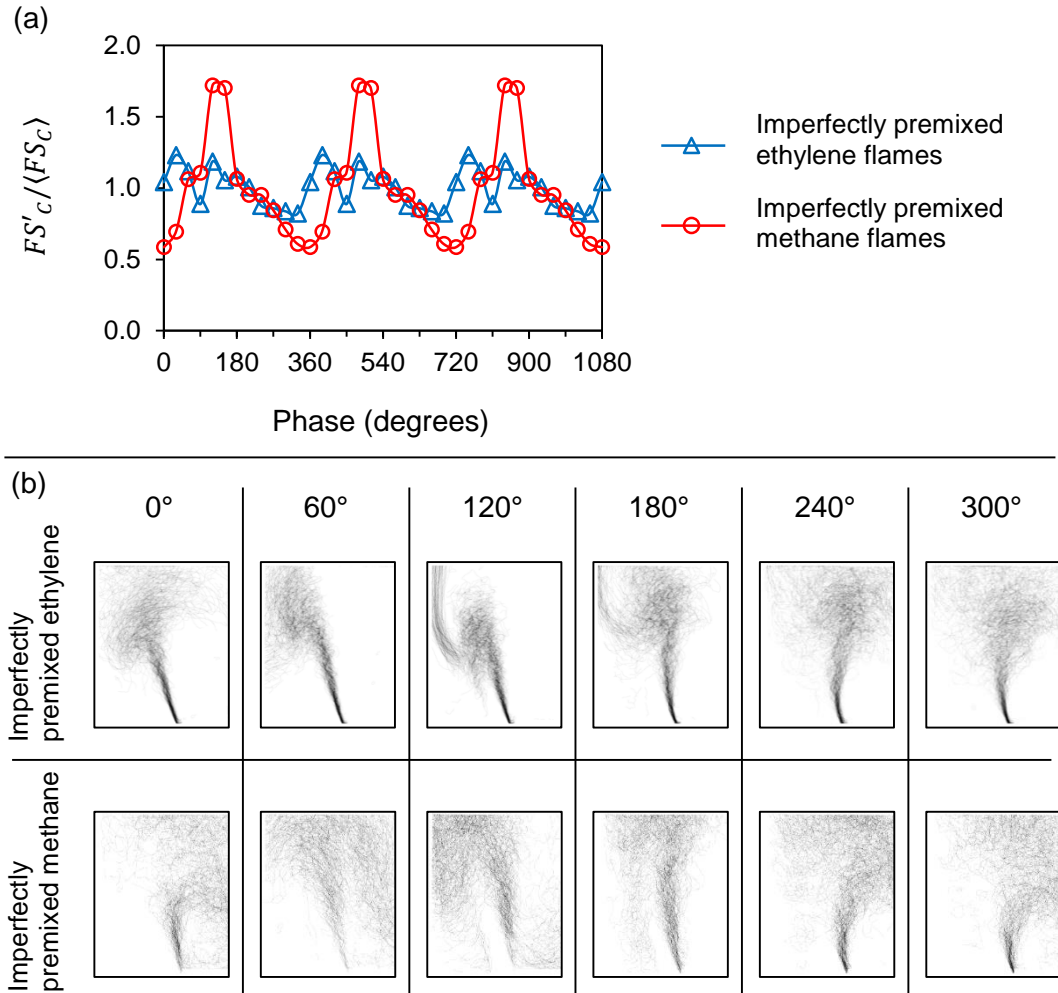 (a)
2.0
1.5
1.0
0.5
0.0
FS'_C/⟨FS_C⟩
0 180 360 540 720 900 1080
Phase (degrees)
Imperfectly premixed
ethylene flames
Imperfectly premixed
methane flames
(b)
0° 60° 120° 180° 240° 300°
Imperfectly
premixed ethylene
Imperfectly
premixed methane